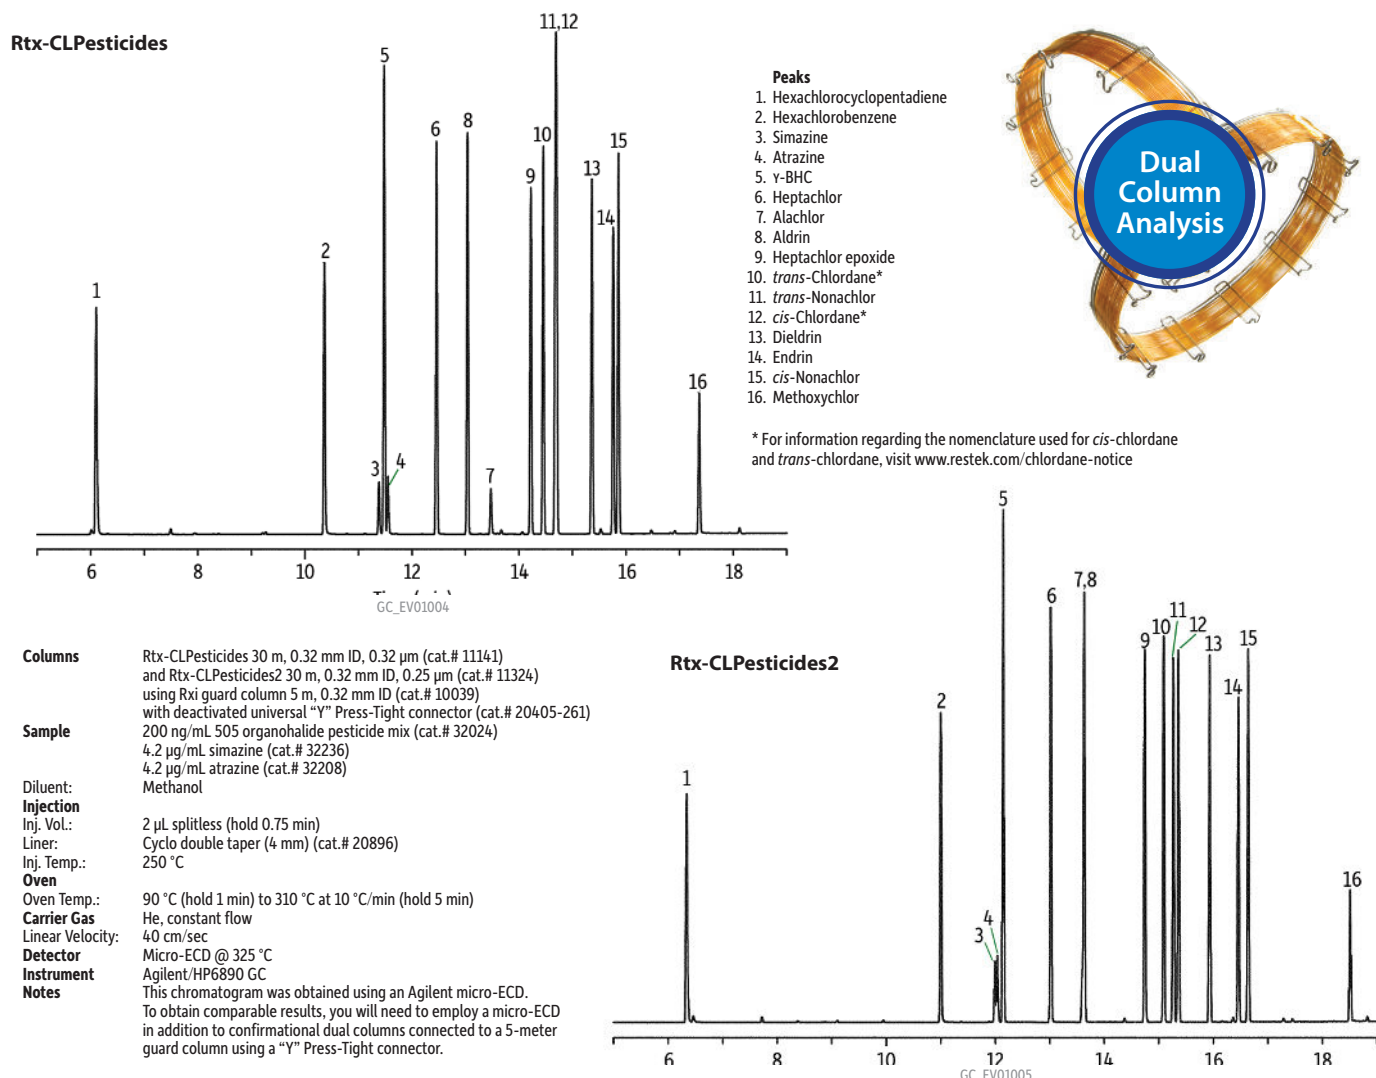 Rtx-CLPesticides
11,12
5
6
8
10
15
9
13
14
2
1
3
4
7
16
6
8
10
12
14
16
18
GC_EV01004
Peaks
1. Hexachlorocyclopentadiene
2. Hexachlorobenzene
3. Simazine
4. Atrazine
5. γ-BHC
6. Heptachlor
7. Alachlor
8. Aldrin
9. Heptachlor epoxide
10. trans-Chlordane*
11. trans-Nonachlor
12. cis-Chlordane*
13. Dieldrin
14. Endrin
15. cis-Nonachlor
16. Methoxychlor
* For information regarding the nomenclature used for cis-chlordane
and trans-chlordane, visit www.restek.com/chlordane-notice
Dual
Column
Analysis
Columns Rtx-CLPesticides 30 m, 0.32 mm ID, 0.32 µm (cat.# 11141)
and Rtx-CLPesticides2 30 m, 0.32 mm ID, 0.25 µm (cat.# 11324)
using Rxi guard column 5 m, 0.32 mm ID (cat.# 10039)
with deactivated universal “Y” Press-Tight connector (cat.# 20405-261)
Sample 200 ng/mL 505 organohalide pesticide mix (cat.# 32024)
4.2 µg/mL simazine (cat.# 32236)
4.2 µg/mL atrazine (cat.# 32208)
Diluent: Methanol
Injection
Inj. Vol.: 2 µL splitless (hold 0.75 min)
Liner: Cyclo double taper (4 mm) (cat.# 20896)
Inj. Temp.: 250 °C
Oven
Oven Temp.: 90 °C (hold 1 min) to 310 °C at 10 °C/min (hold 5 min)
Carrier Gas He, constant flow
Linear Velocity: 40 cm/sec
Detector Micro-ECD @ 325 °C
Instrument Agilent/HP6890 GC
Notes This chromatogram was obtained using an Agilent micro-ECD.
To obtain comparable results, you will need to employ a micro-ECD
in addition to confirmational dual columns connected to a 5-meter
guard column using a “Y” Press-Tight connector.
Rtx-CLPesticides2
5
7,8
6
11
12
10
9
13
15
14
2
1
4
3
16
6
8
10
12
14
16
18
GC_EV01005